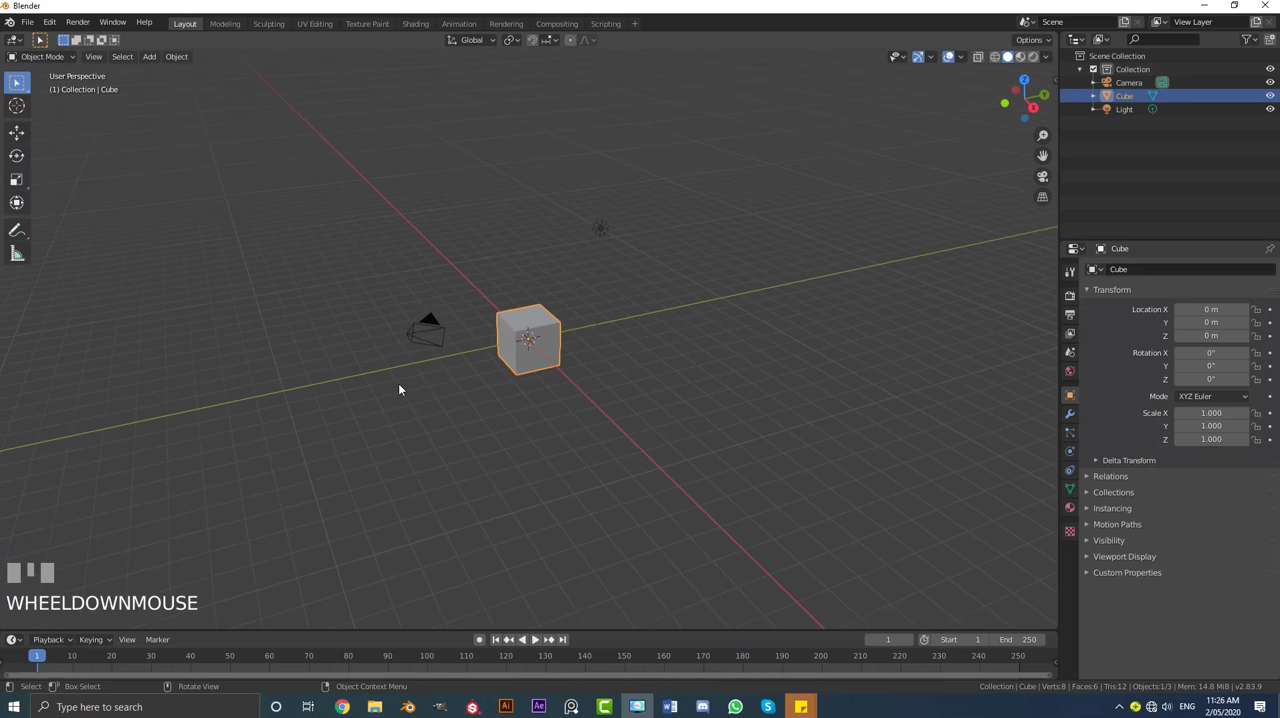 Blender
File Edit Render Window Help
Layout Modeling Sculpting UV Editing Texture Paint Shading Animation Rendering Compositing Scripting +
Scene
View Layer
Global
Options
Object Mode View Select Add Object
User Perspective
(1) Collection | Cube
Z
Y
X
Scene Collection
Collection
Camera
Cube
Light
Cube
Cube
Transform
Location X 0 m
Y 0 m
Z 0 m
Rotation X 0°
Y 0°
Z 0°
Mode XYZ Euler
Scale X 1.000
Y 1.000
Z 1.000
Delta Transform
Relations
Collections
Instancing
Motion Paths
Visibility
Viewport Display
Custom Properties
WHEELDOWNMOUSE
Playback Keying View Marker
1 Start 1 End 250
1 10 20 30 40 50 60 70 80 90 100 110 120 130 140 150 160 170 180 190 200 210 220 230 240 250
Select Box Select Rotate View Object Context Menu
Collection | Cube | Verts:8 | Faces:6 | Tris:12 | Objects:1/3 | Mem: 14.8 MiB | v2.83.9
Type here to search
Ai
Ae
ENG
11:26 AM
2/05/2020